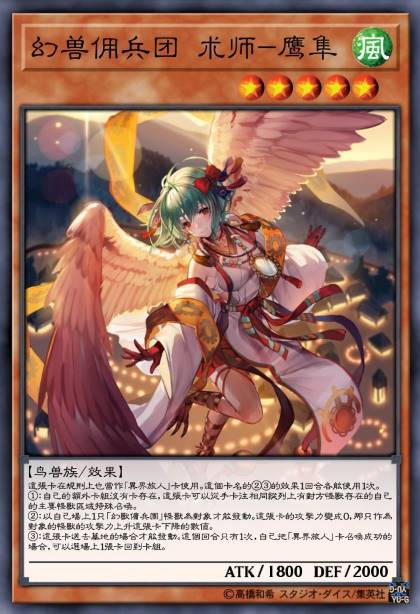 幻兽佣兵团 术师-鹰隼
風
【鸟兽族/效果】
這張卡在規則上也當作「異界旅人」卡使用。這個卡名的②③的效果1回合各能使用1次。
①：自己的額外卡組沒有卡存在，這張卡可以從手卡往相同縱列上有對方怪獸存在的自己
的主要怪獸區域特殊召喚。
②：以自己場上1只「幻獸傭兵團」怪獸為對象才能發動。這張卡的攻擊力變成0，那只作為
對象的怪獸的攻擊力上升這張卡下降的數值。
③：這張卡送去墓地的場合才能發動。這個回合只有1次，自己把「異界旅人」卡召喚成功的
場合，可以選場上1張卡回到卡組。
ATK / 1800 DEF / 2000
©高橋和希 スタジオ・ダイス/集英社